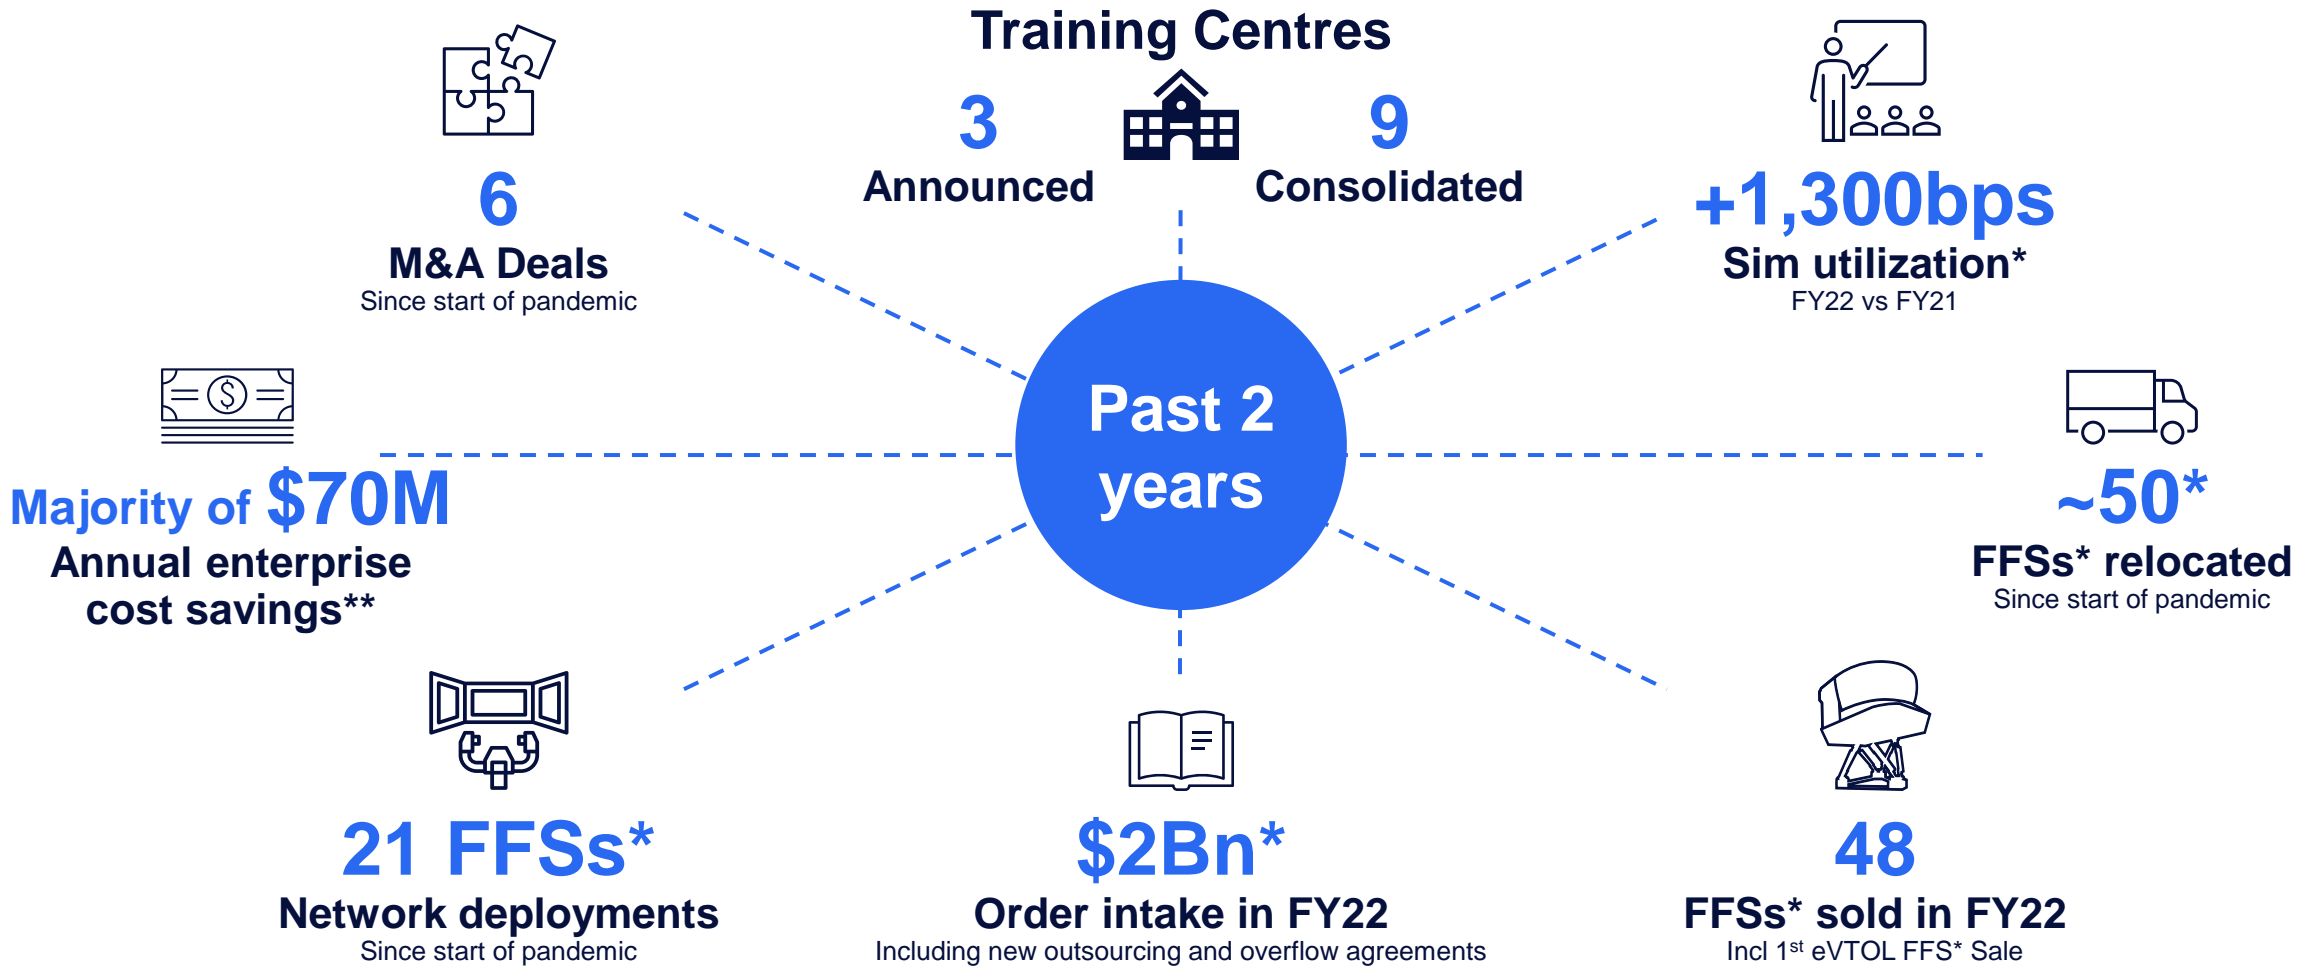 Training Centres
3
Announced
9
Consolidated
6
M&A Deals
Since start of pandemic
+1,300bps
Sim utilization*
FY22 vs FY21
Past 2
years
Majority of $70M
Annual enterprise
cost savings**
~50*
FFSs* relocated
Since start of pandemic
21 FFSs*
Network deployments
Since start of pandemic
$2Bn*
Order intake in FY22
Including new outsourcing and overflow agreements
48
FFSs* sold in FY22
Incl 1st eVTOL FFS* Sale